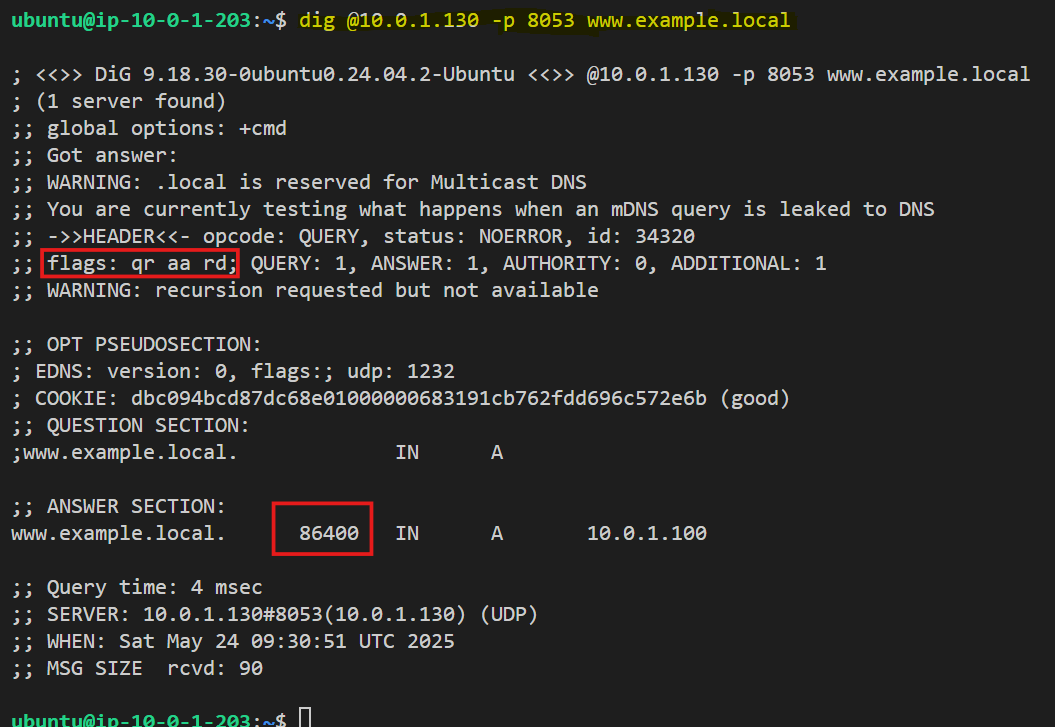 ubuntu@ip-10-0-1-203:~$ dig @10.0.1.130 -p 8053 www.example.local
; <<>> DiG 9.18.30-0ubuntu0.24.04.2-Ubuntu <<>> @10.0.1.130 -p 8053 www.example.local
; (1 server found)
;; global options: +cmd
;; Got answer:
;; WARNING: .local is reserved for Multicast DNS
;; You are currently testing what happens when an mDNS query is leaked to DNS
;; ->>HEADER<<- opcode: QUERY, status: NOERROR, id: 34320
;; flags: qr aa rd; QUERY: 1, ANSWER: 1, AUTHORITY: 0, ADDITIONAL: 1
;; WARNING: recursion requested but not available
;; OPT PSEUDOSECTION:
; EDNS: version: 0, flags:; udp: 1232
; COOKIE: dbc094bcd87dc68e01000000683191cb762fdd696c572e6b (good)
;; QUESTION SECTION:
;www.example.local. IN A
;; ANSWER SECTION:
www.example.local. 86400 IN A 10.0.1.100
;; Query time: 4 msec
;; SERVER: 10.0.1.130#8053(10.0.1.130) (UDP)
;; WHEN: Sat May 24 09:30:51 UTC 2025
;; MSG SIZE rcvd: 90
ubuntu@ip-10-0-1-203:~$